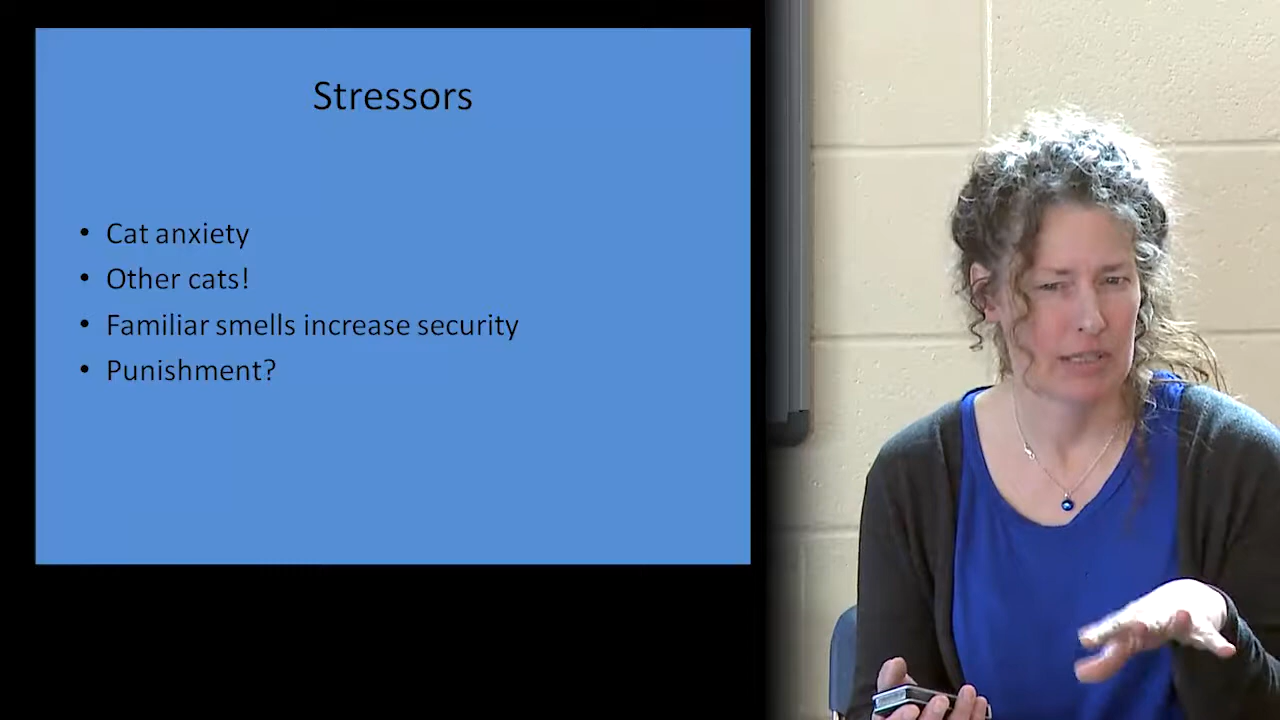 Stressors
• Cat anxiety
• Other cats!
• Familiar smells increase security
• Punishment?